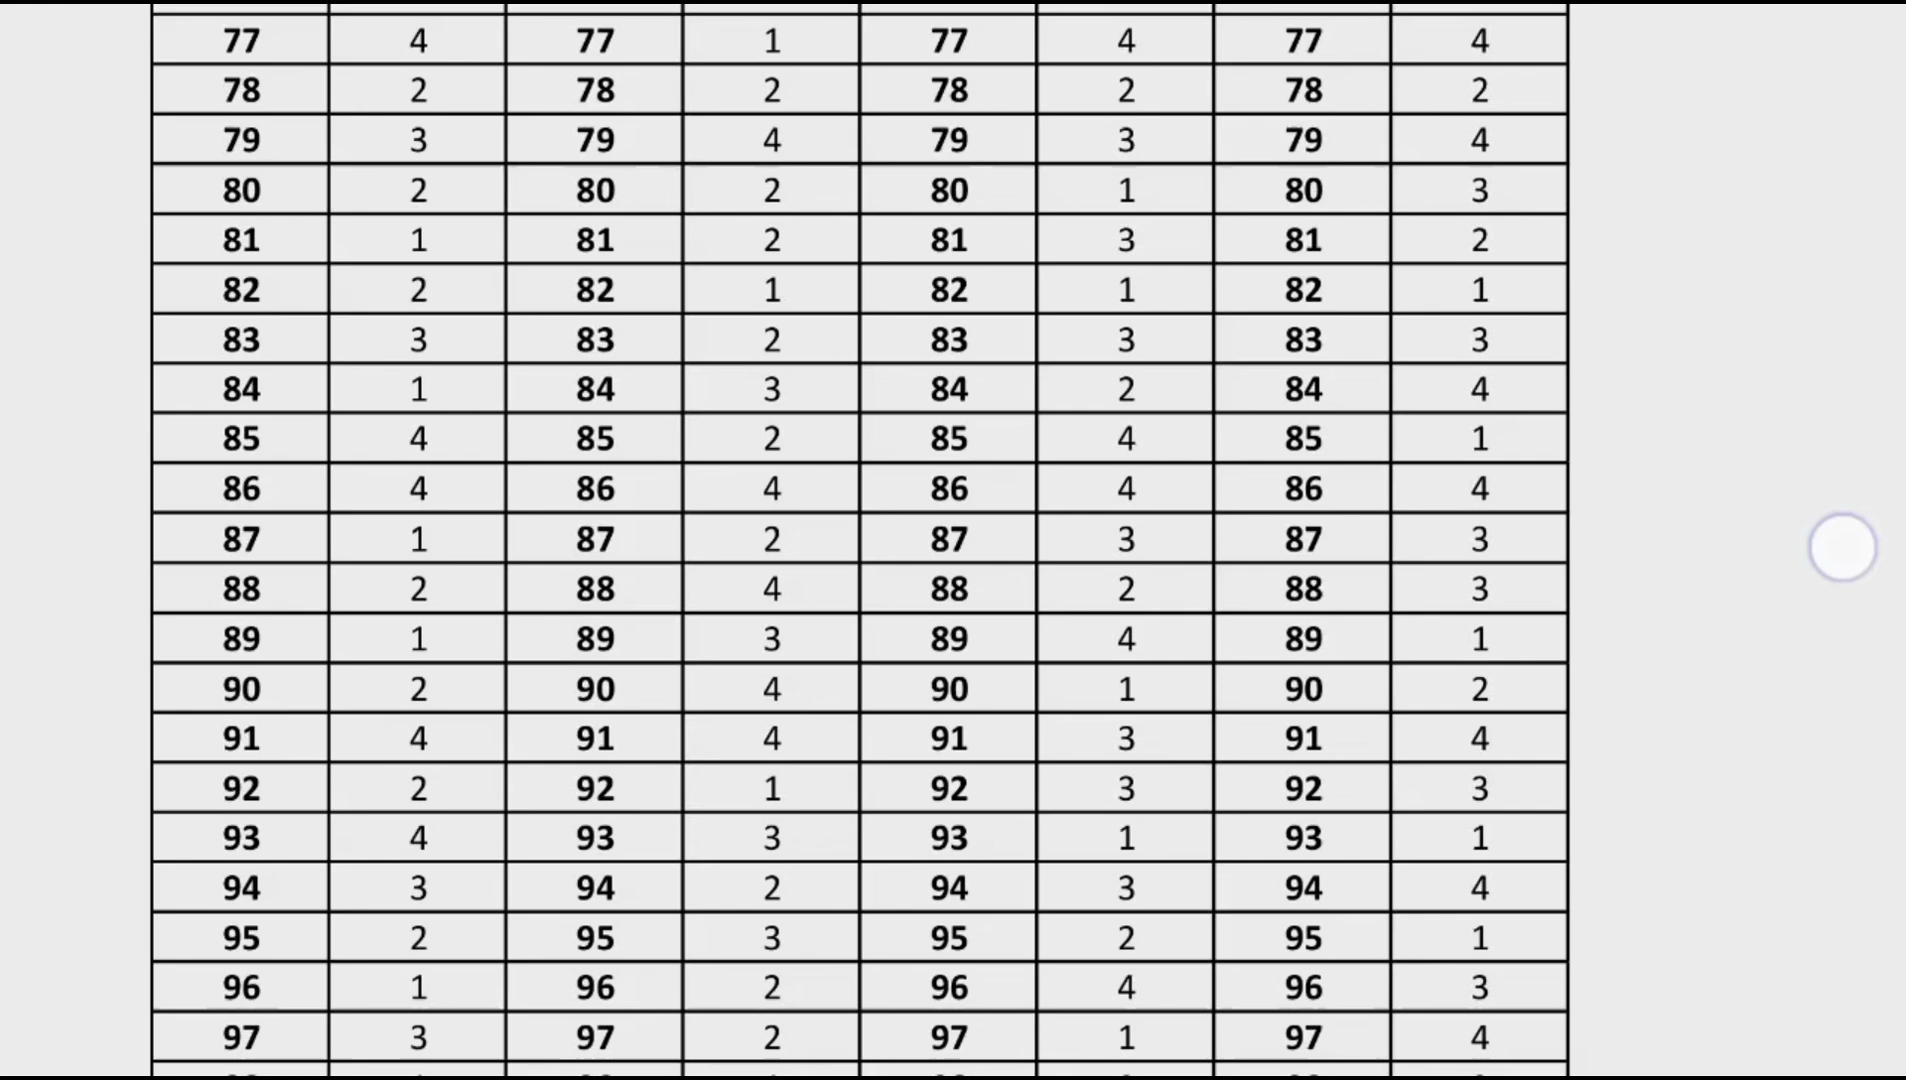 77 4 77 1 77 4 77 4
78 2 78 2 78 2 78 2
79 3 79 4 79 3 79 4
80 2 80 2 80 1 80 3
81 1 81 2 81 3 81 2
82 2 82 1 82 1 82 1
83 3 83 2 83 3 83 3
84 1 84 3 84 2 84 4
85 4 85 2 85 4 85 1
86 4 86 4 86 4 86 4
87 1 87 2 87 3 87 3
88 2 88 4 88 2 88 3
89 1 89 3 89 4 89 1
90 2 90 4 90 1 90 2
91 4 91 4 91 3 91 4
92 2 92 1 92 3 92 3
93 4 93 3 93 1 93 1
94 3 94 2 94 3 94 4
95 2 95 3 95 2 95 1
96 1 96 2 96 4 96 3
97 3 97 2 97 1 97 4